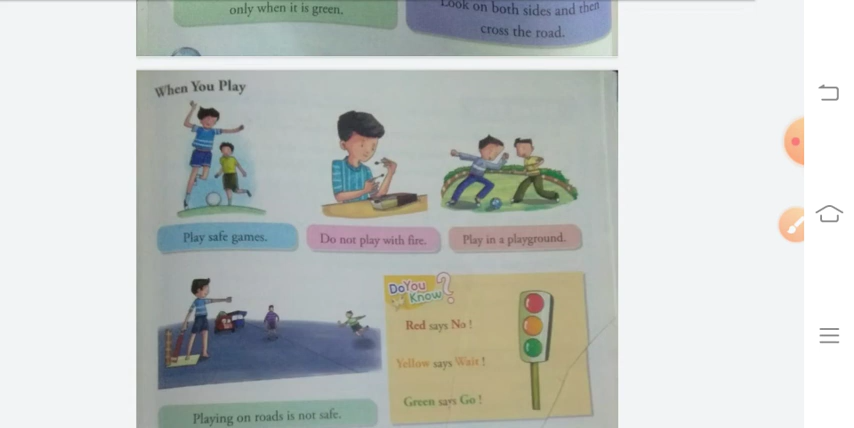 only when it is green.
Look on both sides and then
cross the road.
When You Play
Play safe games.
Do not play with fire.
Play in a playground.
Do You
Know?
Red says No !
Yellow says Wait !
Green says Go !
Playing on roads is not safe.